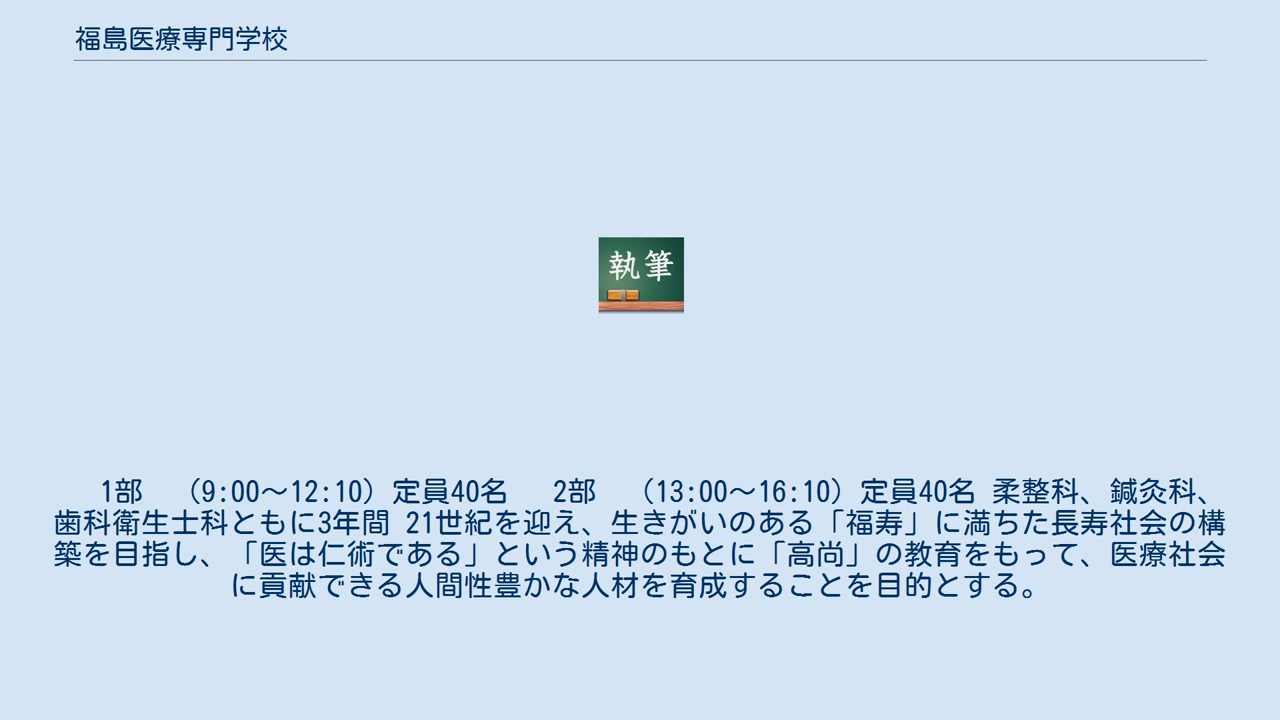 福島医療専門学校
執筆
1部　（9:00～12:10）定員40名　 2部　（13:00～16:10）定員40名 柔整科、鍼灸科、
歯科衛生士科ともに3年間 21世紀を迎え、生きがいのある「福寿」に満ちた長寿社会の構
築を目指し、「医は仁術である」という精神のもとに「高尚」の教育をもって、医療社会
に貢献できる人間性豊かな人材を育成することを目的とする。